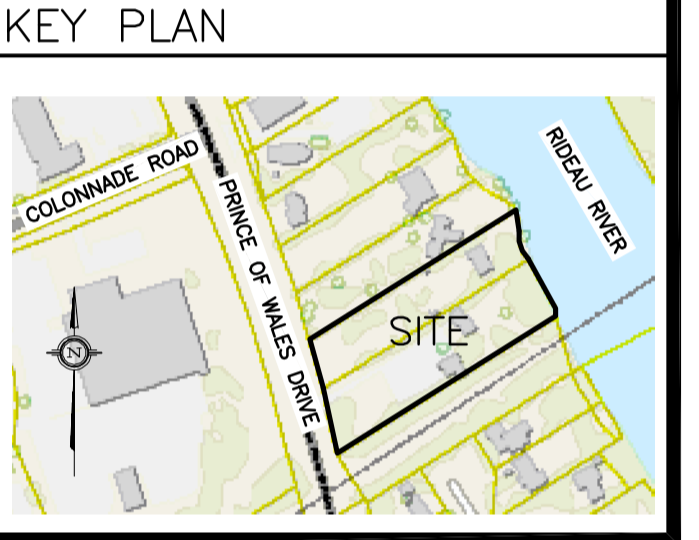 KEY PLAN
COLONNADE ROAD
PRINCE OF WALES DRIVE
RIDEAU RIVER
SITE
N